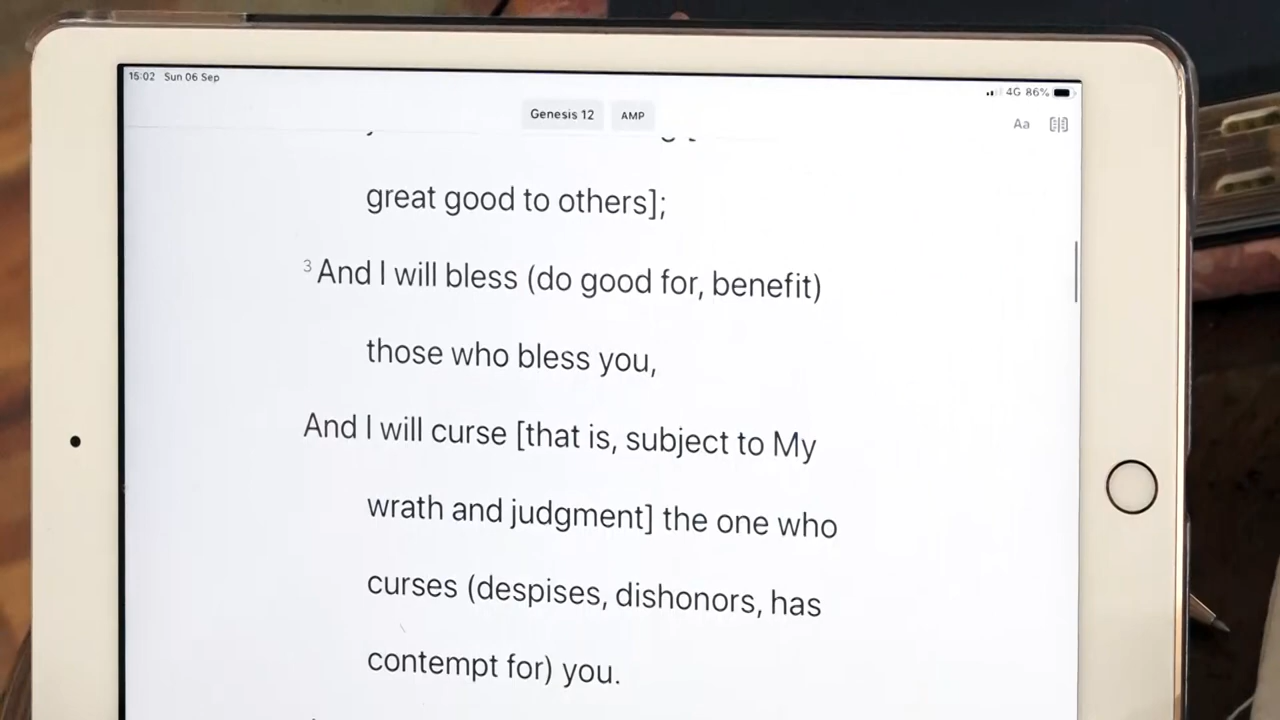 15:02 Sun 06 Sep
4G 86%
Genesis 12 AMP
Aa
great good to others];
3 And I will bless (do good for, benefit)
those who bless you,
And I will curse [that is, subject to My
wrath and judgment] the one who
curses (despises, dishonors, has
contempt for) you.